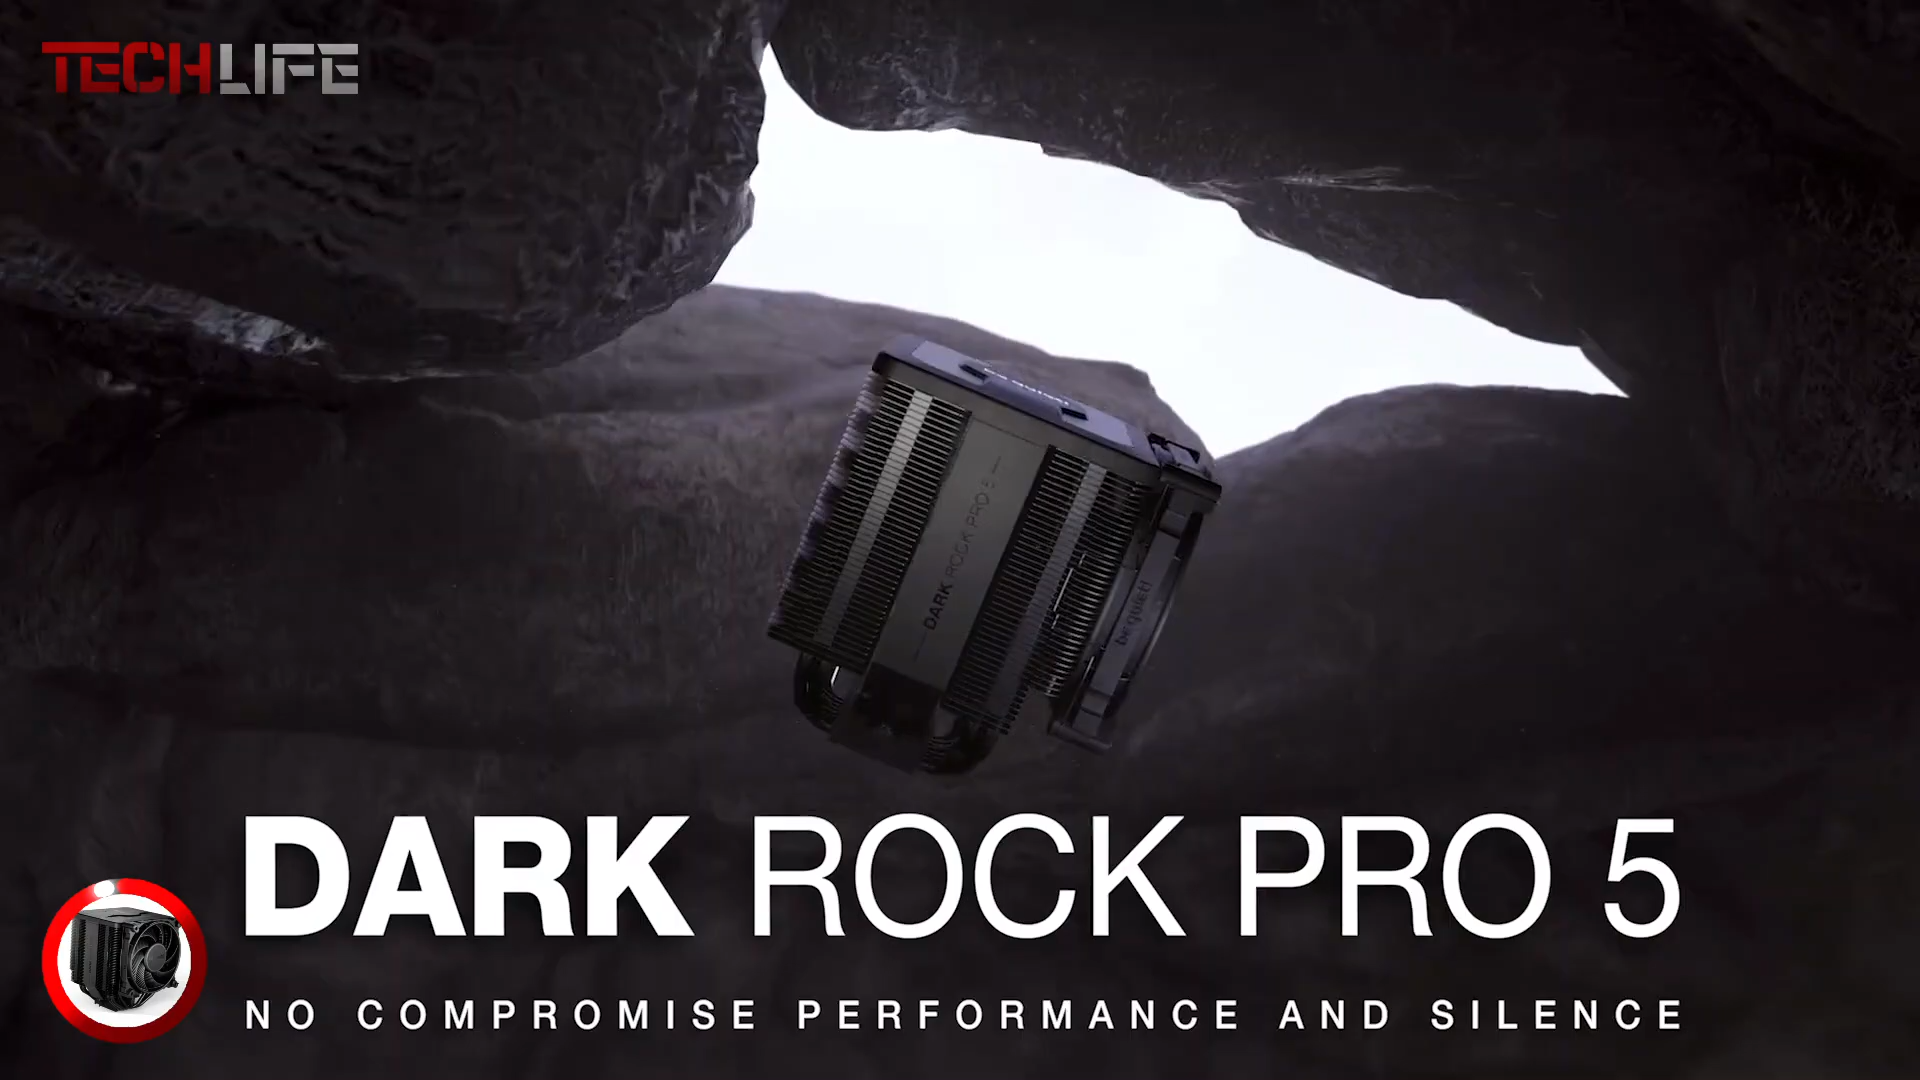 TECHLIFE
DARK ROCK PRO 5
be quiet!
DARK ROCK PRO 5
NO COMPROMISE PERFORMANCE AND SILENCE